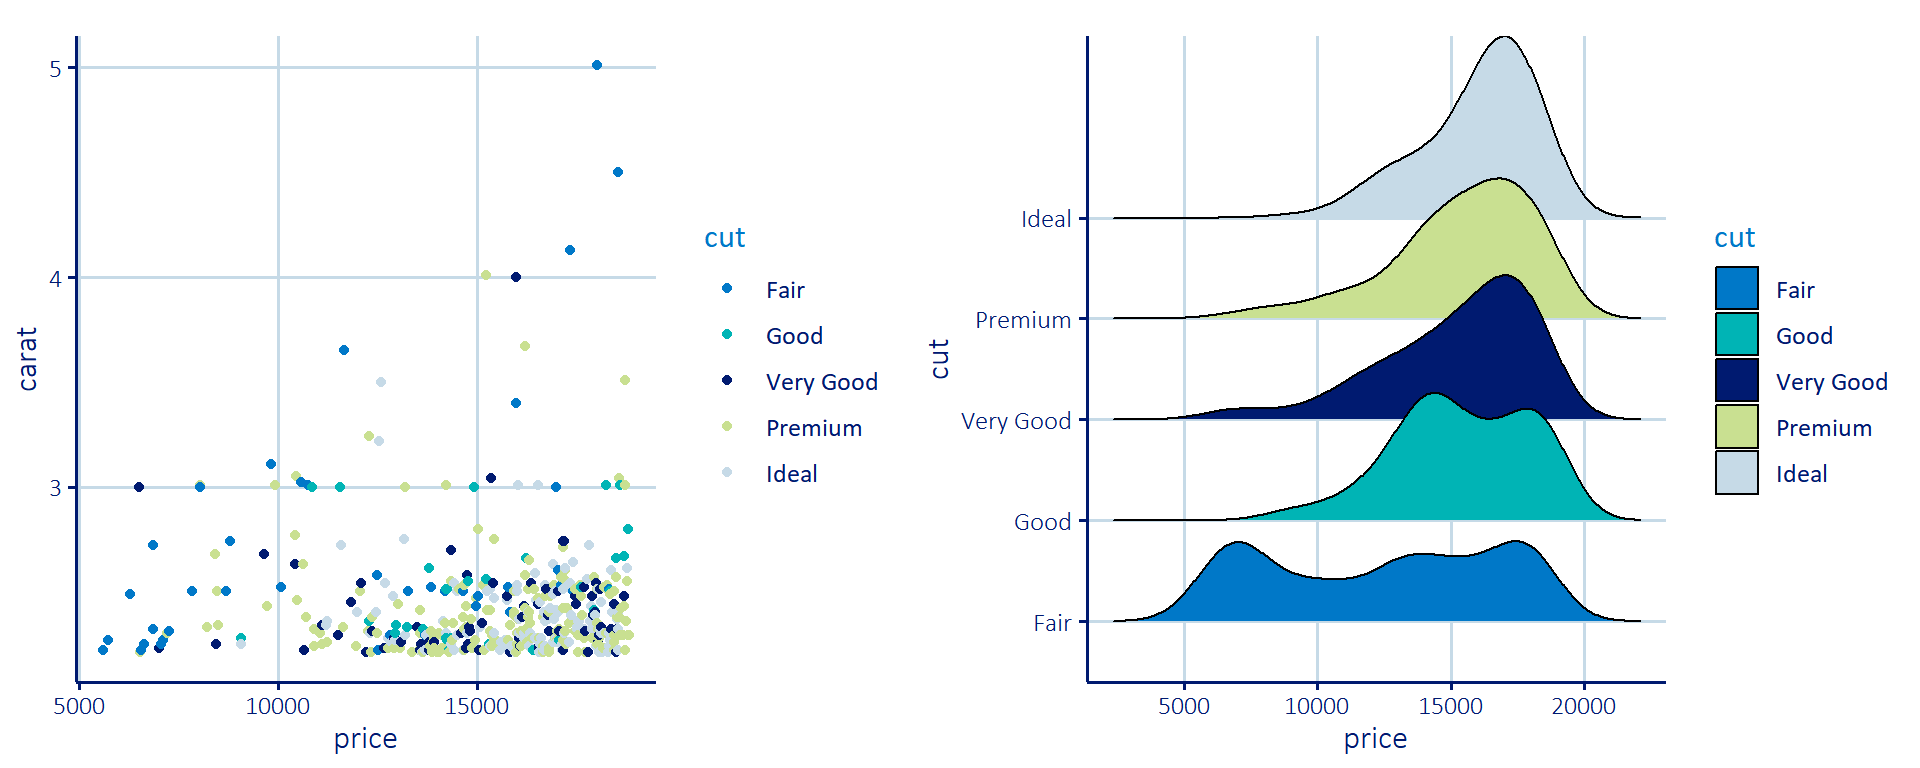 5
4
3
carat
5000 10000 15000
price
cut
Fair
Good
Very Good
Premium
Ideal
Ideal
Premium
Very Good
Good
Fair
cut
5000 10000 15000 20000
price
cut
Fair
Good
Very Good
Premium
Ideal